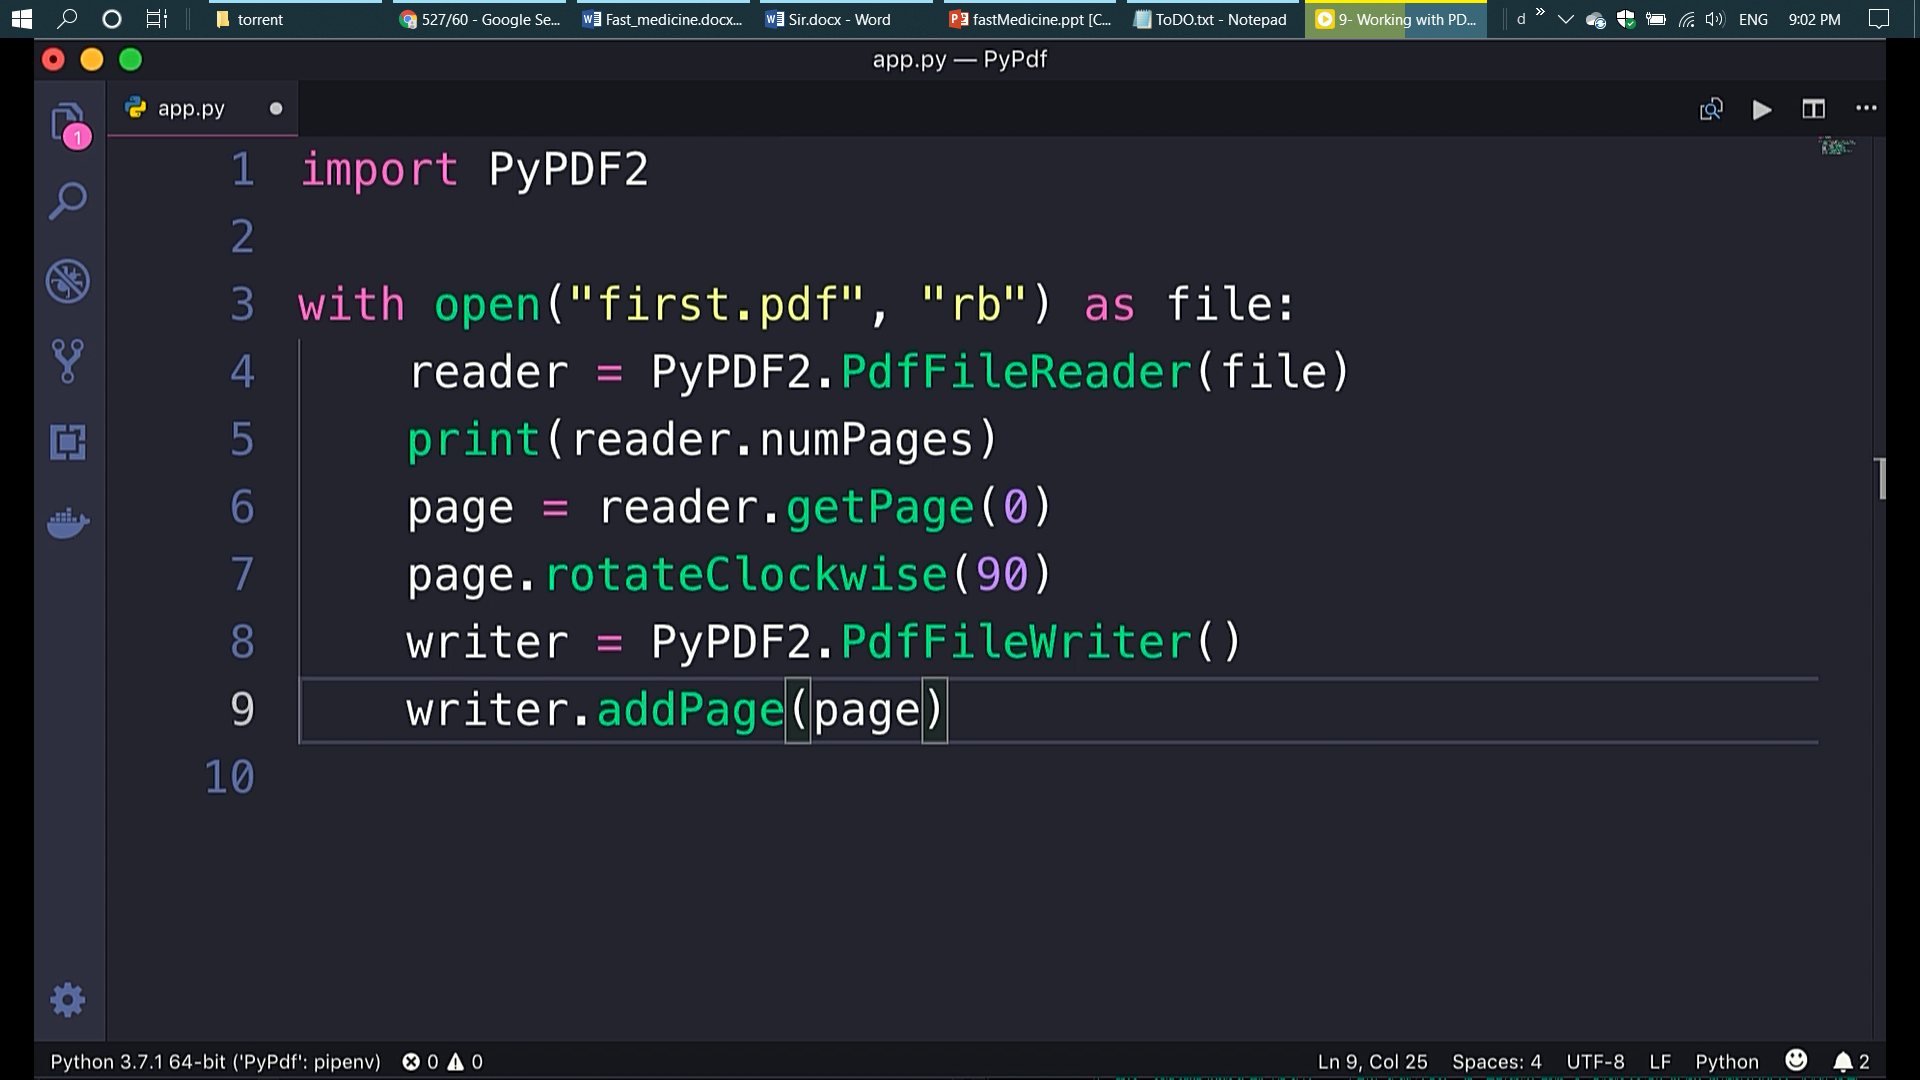 torrent
527/60 - Google Se...
Fast_medicine.docx...
Sir.docx - Word
fastMedicine.ppt [C...
ToDO.txt - Notepad
9- Working with PD...
d
»
ENG
9:02 PM
app.py — PyPdf
1
app.py
1 import PyPDF2
2
3 with open("first.pdf", "rb") as file:
4     reader = PyPDF2.PdfFileReader(file)
5     print(reader.numPages)
6     page = reader.getPage(0)
7     page.rotateClockwise(90)
8     writer = PyPDF2.PdfFileWriter()
9     writer.addPage(page)
10
Python 3.7.1 64-bit ('PyPdf': pipenv) 0 0 Ln 9, Col 25 Spaces: 4 UTF-8 LF Python 2